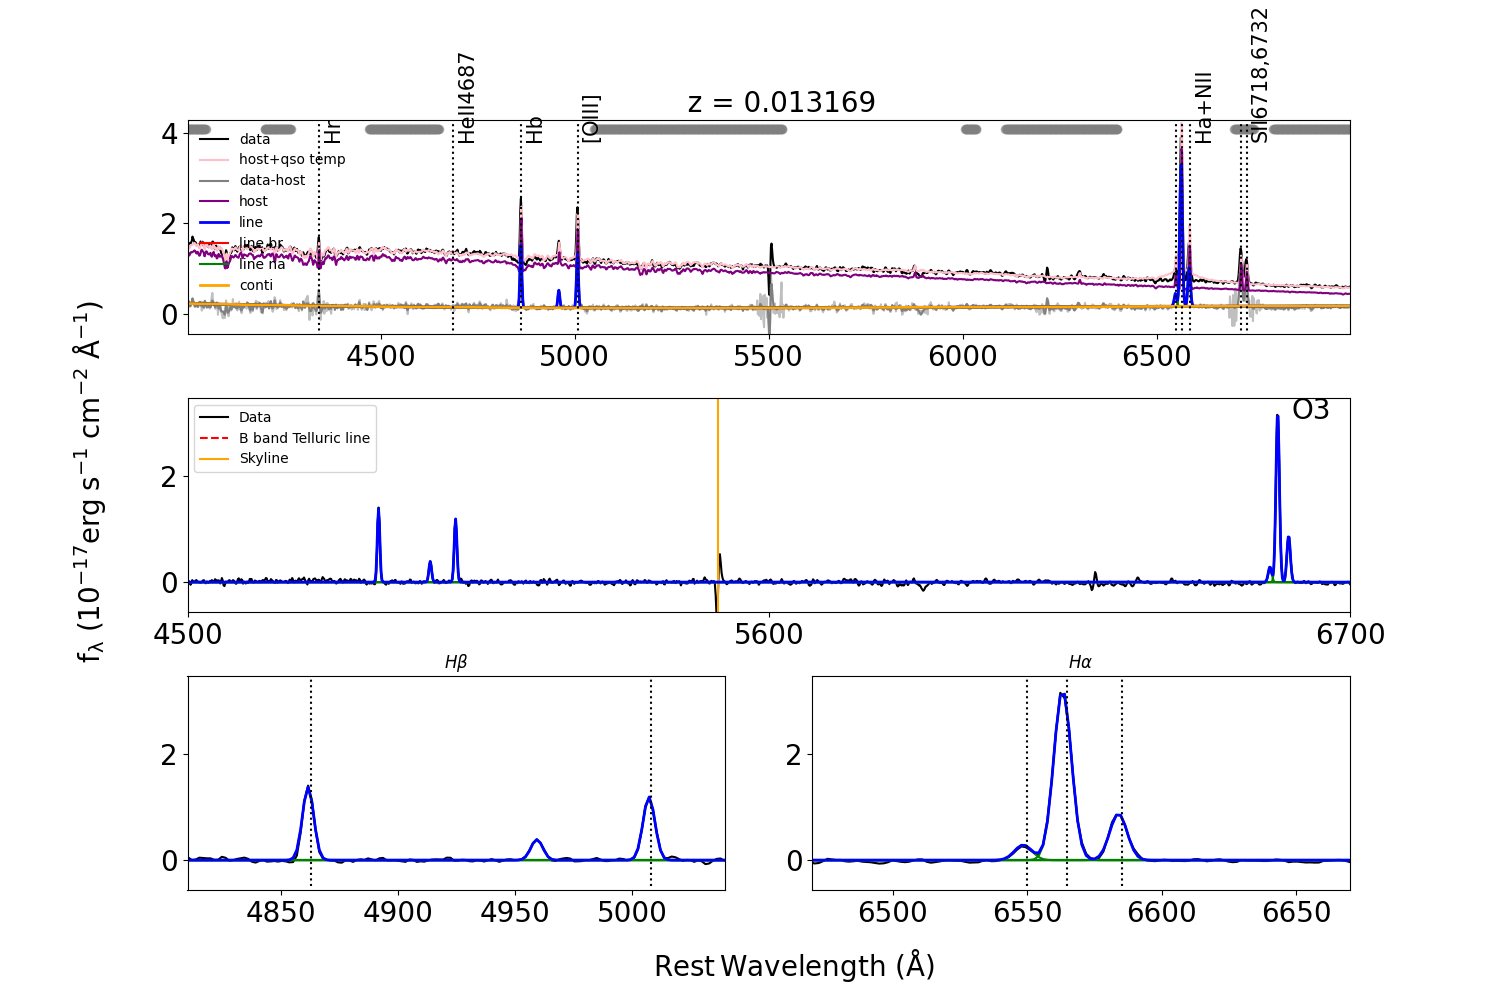 z = 0.013169
Hr
HeII4687
Hb
[OIII]
Ha+NII
SII6718,6732
4
2
0
data
host+qso temp
data-host
host
line
line br
line na
conti
4500
5000
5500
6000
6500
fλ (10−17erg s−1 cm−2 Å−1)
2
0
Data
B band Telluric line
Skyline
O3
4500
5600
6700
Hβ
2
0
4850
4900
4950
5000
Hα
2
0
6500
6550
6600
6650
Rest Wavelength (Å)